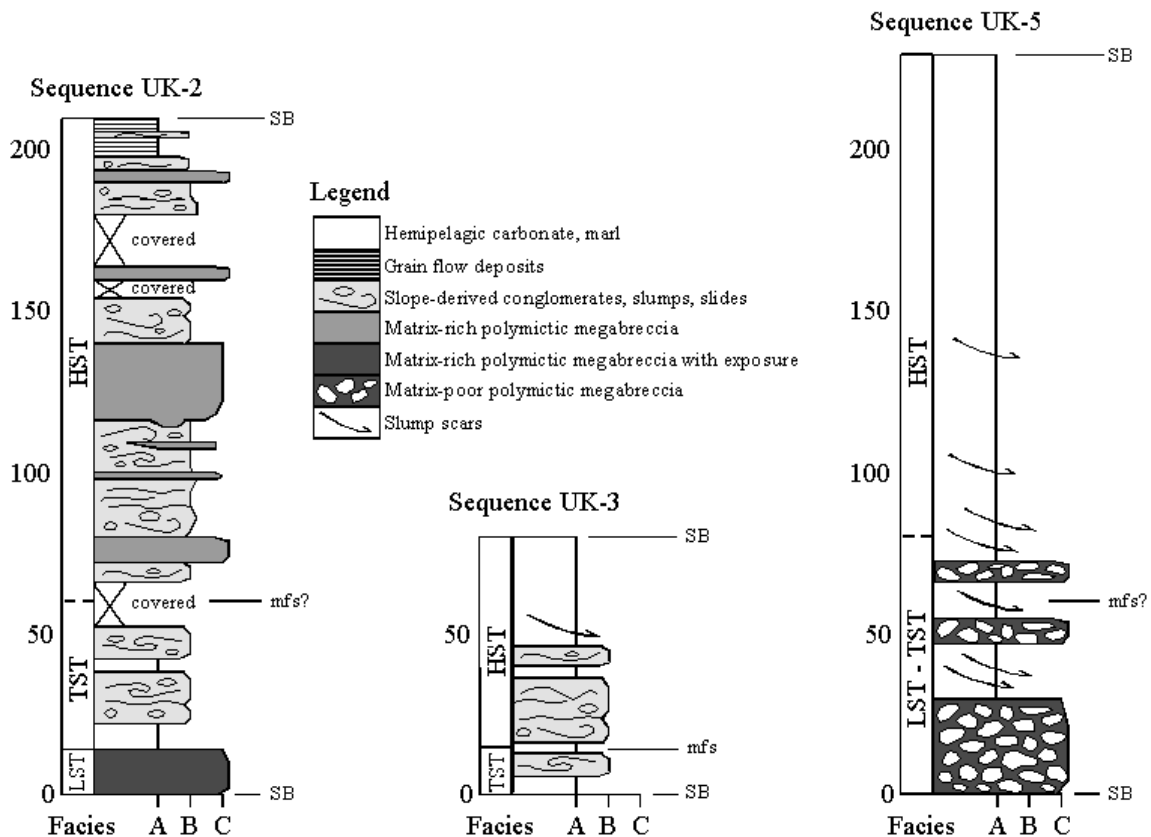 Sequence UK-2
SB
200
covered
covered
150
HST
100
covered
mfs?
50
TST
LST
0
SB
Facies A B C
Legend
Hemipelagic carbonate, marl
Grain flow deposits
Slope-derived conglomerates, slumps, slides
Matrix-rich polymictic megabreccia
Matrix-rich polymictic megabreccia with exposure
Matrix-poor polymictic megabreccia
Slump scars
Sequence UK-3
SB
50
HST
mfs
TST
0
SB
Facies A B C
Sequence UK-5
SB
200
150
HST
100
mfs?
50
LST - TST
0
SB
Facies A B C